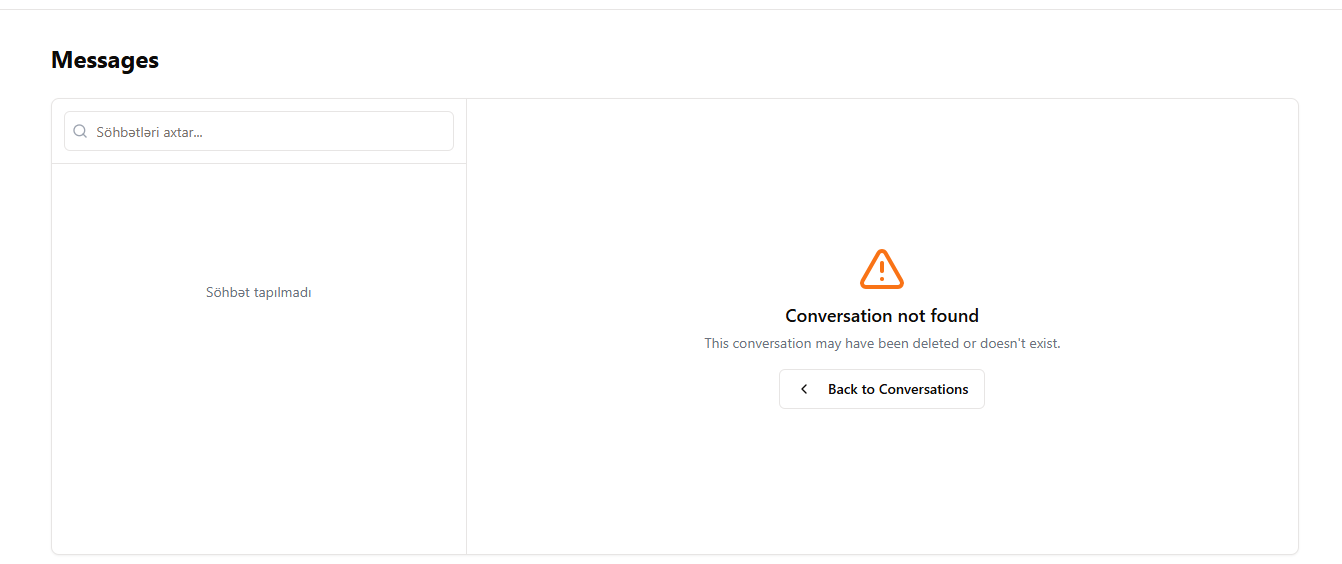 Messages
Söhbətləri axtar...
Söhbət tapılmadı
Conversation not found
This conversation may have been deleted or doesn't exist.
Back to Conversations